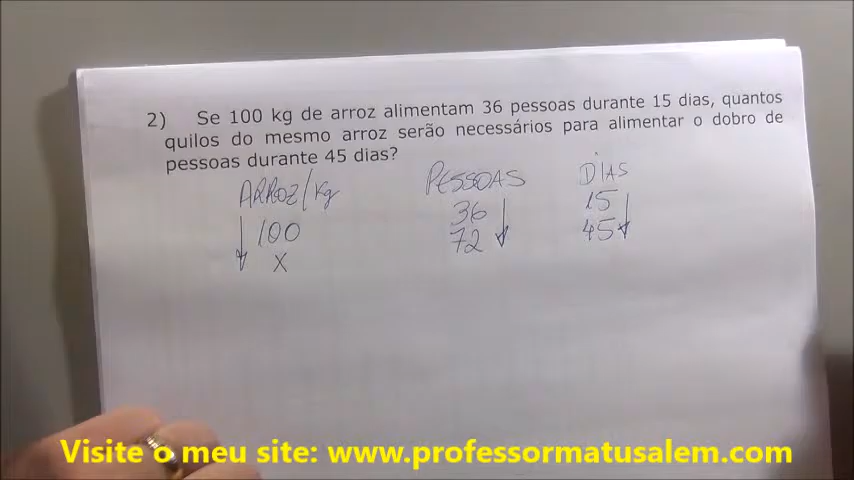 2) Se 100 kg de arroz alimentam 36 pessoas durante 15 dias, quantos
quilos do mesmo arroz serão necessários para alimentar o dobro de
pessoas durante 45 dias?
ARROZ/Kg PESSOAS DIAS
100 36 15
X 72 45
Visite o meu site: www.professormatusalem.com